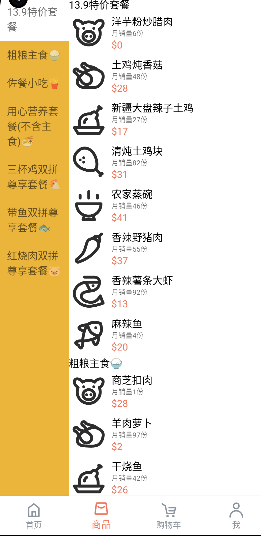 13.9特价套
餐
粗粮主食🍚
佐餐小吃🍟
用心营养套
餐(不含主
食)🍜
三杯鸡双拼
尊享套餐🐔
带鱼双拼尊
享套餐🐟
红烧肉双拼
尊享套餐🐷
13.9特价套餐
洋芋粉炒腊肉
月销量6份
$0
土鸡炖香菇
月销量48份
$28
新疆大盘辣子土鸡
月销量27份
$17
清炖土鸡块
月销量82份
$31
农家蒸碗
月销量46份
$41
香辣野猪肉
月销量55份
$37
香辣薯条大虾
月销量92份
$13
麻辣鱼
月销量4份
$20
粗粮主食🍚
商芝扣肉
月销量1份
$28
羊肉萝卜
月销量97份
$2
干烧鱼
月销量42份
$26
首页
商品
购物车
我